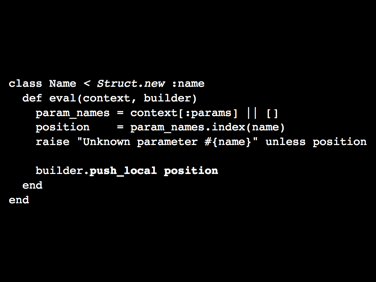 class Name < Struct.new :name
def eval(context, builder)
param_names = context[:params] || []
position = param_names.index(name)
raise "Unknown parameter #{name}" unless position
builder.push_local position
end
end